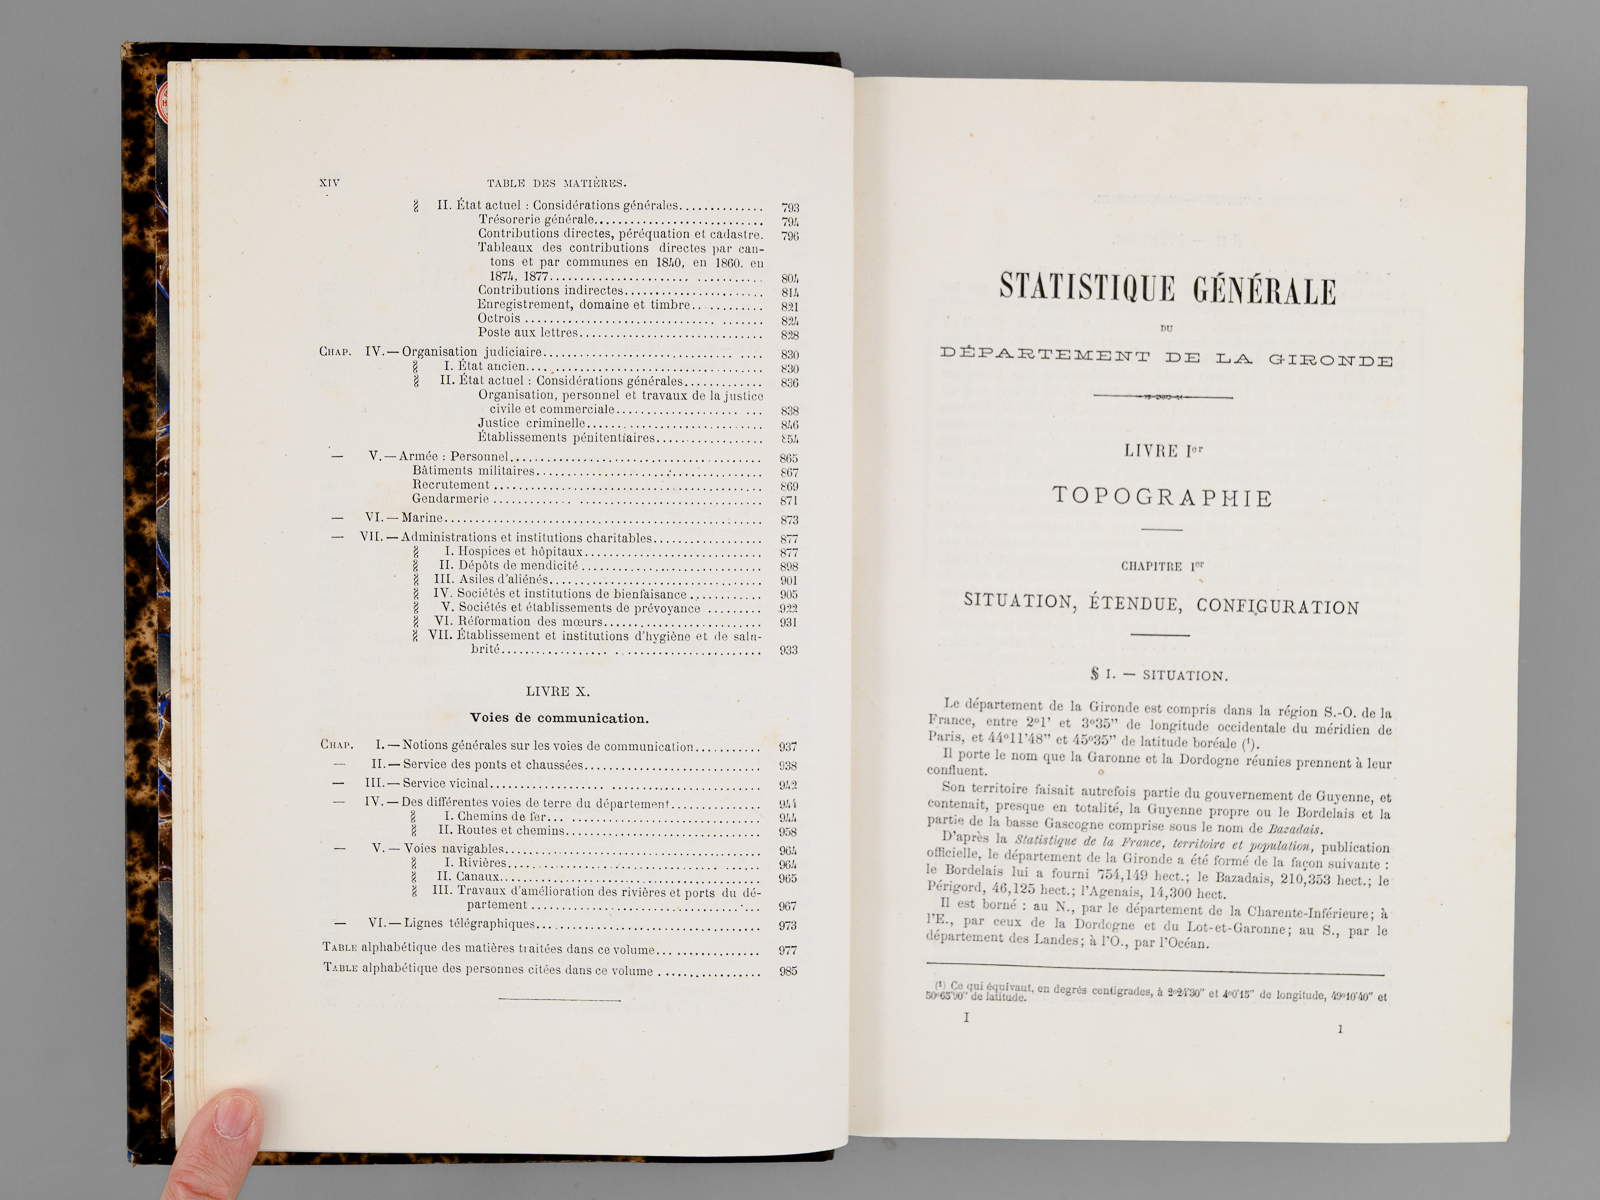 XIV TABLE DES MATIÈRES.
§ II. État actuel : Considérations générales.............. 793
Trésorerie générale............................ 794
Contributions directes, péréquation et cadastre. 796
Tableaux des contributions directes par can-
tons et par communes en 1840, en 1860, en
1874, 1877....................... ........... 804
Contributions indirectes........................ 814
Enregistrement, domaine et timbre... ......... 821
Octrois ................................ ....... 824
Poste aux lettres............................... 828
CHAP. IV. — Organisation judiciaire................................. .... 830
§ I. État ancien.... .................................. 830
§ II. État actuel : Considérations générales............. 836
Organisation, personnel et travaux de la justice
civile et commerciale.................... ... 838
Justice criminelle.............................. 846
Établissements pénitentiaires.................. 854
— V. — Armée : Personnel.......................................... 865
Bâtiments militaires...................................... 867
Recrutement ............................................. 869
Gendarmerie ............. .............................. 871
— VI. — Marine..................................................... 873
— VII. — Administrations et institutions charitables.................. 877
§ I. Hospices et hôpitaux.............................. 877
§ II. Dépôts de mendicité .............................. 898
§ III. Asiles d'aliénés................................... 901
§ IV. Sociétés et institutions de bienfaisance ............ 905
§ V. Sociétés et établissements de prévoyance ......... 922
§ VI. Réformation des mœurs.......................... 931
§ VII. Établissement et institutions d'hygiène et de salu-
brité.................. ......................... 933
LIVRE X.
Voies de communication.
CHAP. I. — Notions générales sur les voies de communication........... 937
— II. — Service des ponts et chaussées............................. 938
— III. — Service vicinal.................... ......................... 942
— IV. — Des différentes voies de terre du département............... 944
§ I. Chemins de fer... ............................... 944
§ II. Routes et chemins................................ 958
— V. — Voies navigables........................................... 964
§ I. Rivières.......................................... 964
§ II. Canaux........................................... 965
§ III. Travaux d'amélioration des rivières et ports du dé-
partement ...................................... 967
— VI. — Lignes télégraphiques...................................... 973
TABLE alphabétique des matières traitées dans ce volume... .............. 977
TABLE alphabétique des personnes citées dans ce volume ................. 985
STATISTIQUE GÉNÉRALE
DU
DÉPARTEMENT DE LA GIRONDE
LIVRE Ier
TOPOGRAPHIE
CHAPITRE Ier
SITUATION, ÉTENDUE, CONFIGURATION
§ I. — SITUATION.
Le département de la Gironde est compris dans la région S.-O. de la
France, entre 2°1' et 3°35" de longitude occidentale du méridien de
Paris, et 44°11'48" et 45°35" de latitude boréale (¹).
Il porte le nom que la Garonne et la Dordogne réunies prennent à leur
confluent.
Son territoire faisait autrefois partie du gouvernement de Guyenne, et
contenait, presque en totalité, la Guyenne propre ou le Bordelais et la
partie de la basse Gascogne comprise sous le nom de Bazadais.
D'après la Statistique de la France, territoire et population, publication
officielle, le département de la Gironde a été formé de la façon suivante :
le Bordelais lui a fourni 754,149 hect.; le Bazadais, 210,353 hect.; le
Périgord, 46,125 hect.; l'Agenais, 14,300 hect.
Il est borné : au N., par le département de la Charente-Inférieure; à
l'E., par ceux de la Dordogne et du Lot-et-Garonne; au S., par le
département des Landes; à l'O., par l'Océan.
(¹) Ce qui équivaut, en degrés centigrades, à 2°24'30" et 4°0'15" de longitude, 49°10'40" et
50°65'90" de latitude.
I 1